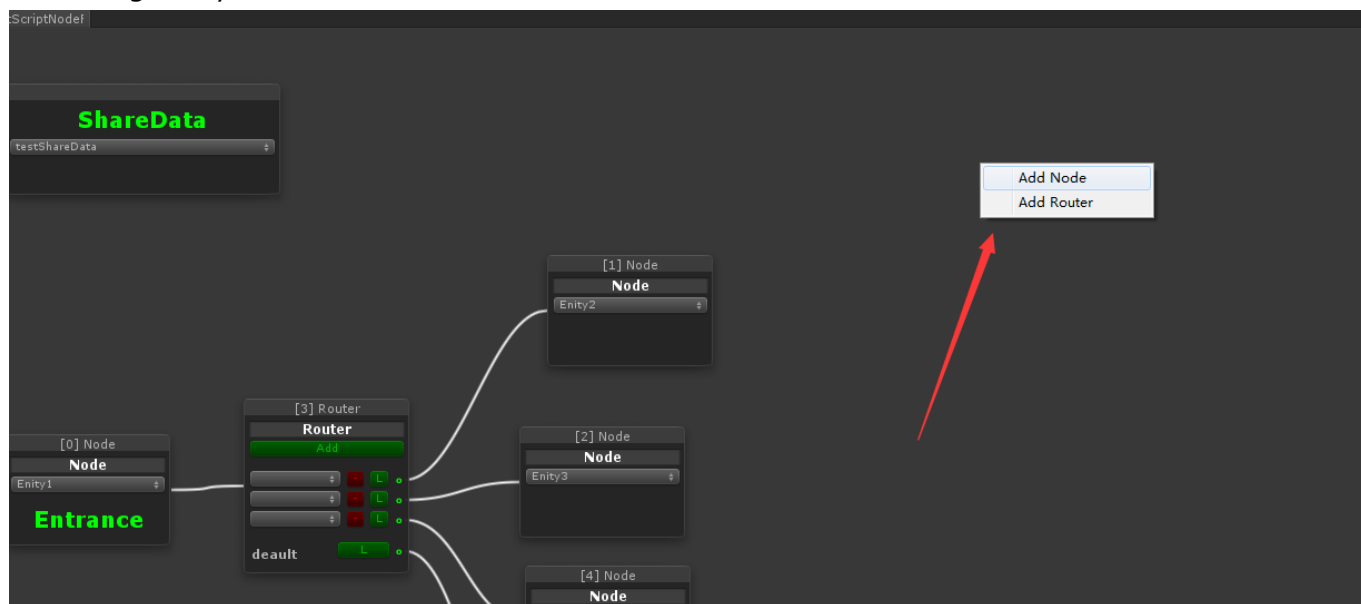 tScriptNodeF
ShareData
testShareData
Add Node
Add Router
[1] Node
Node
Enity2
[3] Router
Router
Add
- L
- L
- L
deault L
[0] Node
Node
Enity1
Entrance
[2] Node
Node
Enity3
[4] Node
Node